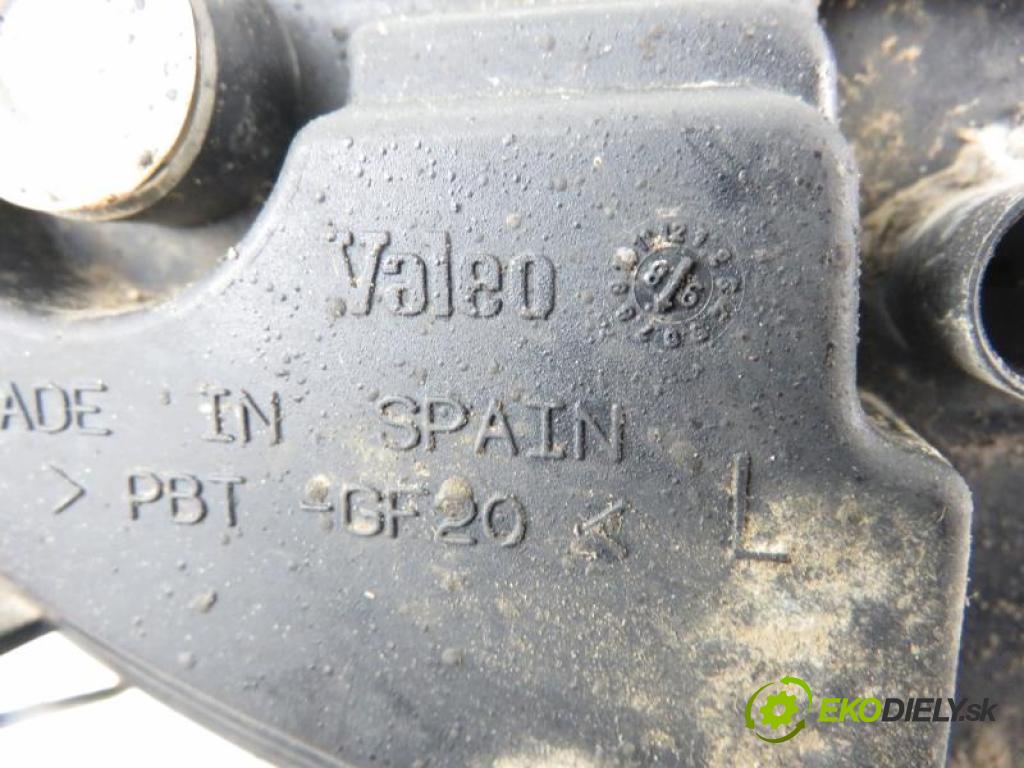 Valeo
ADE IN SPAIN
> PBT -GF20 <
L
EKODIELY.sk